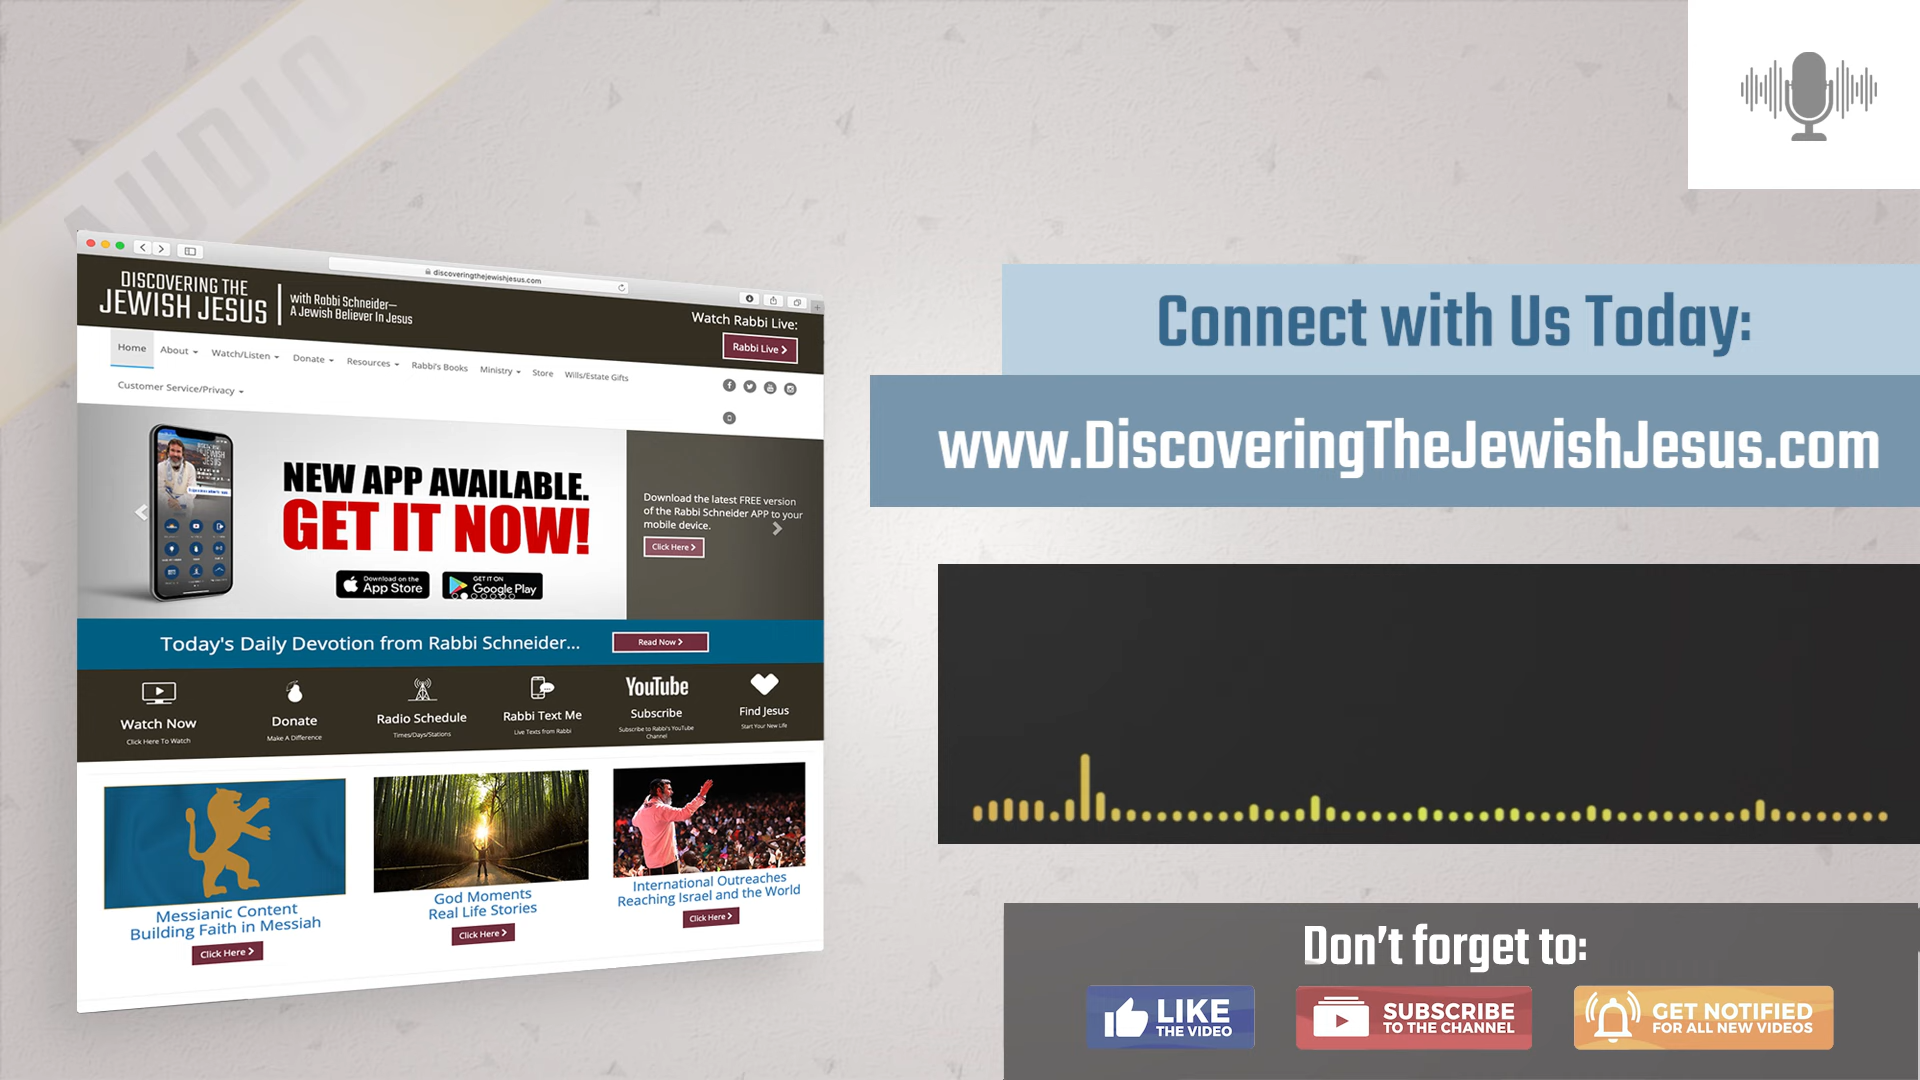 AUDIO
discoveringthejewishjesus.com
DISCOVERING THE
JEWISH JESUS
with Rabbi Schneider—
A Jewish Believer In Jesus
Watch Rabbi Live:
Rabbi Live
Home About Watch/Listen Donate Resources Rabbi's Books Ministry Store Wills/Estate Gifts
Customer Service/Privacy
NEW APP AVAILABLE.
GET IT NOW!
Download on the
App Store
GET IT ON
Google Play
Download the latest FREE version
of the Rabbi Schneider APP to your
mobile device.
Click Here
Today's Daily Devotion from Rabbi Schneider...
Read Now
Watch Now
Click Here To Watch
Donate
Make A Difference
Radio Schedule
Times/Days/Stations
Rabbi Text Me
Live Texts from Rabbi
YouTube
Subscribe
Subscribe to Rabbi's YouTube
Channel
Find Jesus
Start Your New Life
Messianic Content
Building Faith in Messiah
Click Here
God Moments
Real Life Stories
Click Here
International Outreaches
Reaching Israel and the World
Click Here
Connect with Us Today:
www.DiscoveringTheJewishJesus.com
Don't forget to:
LIKE
THE VIDEO
SUBSCRIBE
TO THE CHANNEL
GET NOTIFIED
FOR ALL NEW VIDEOS